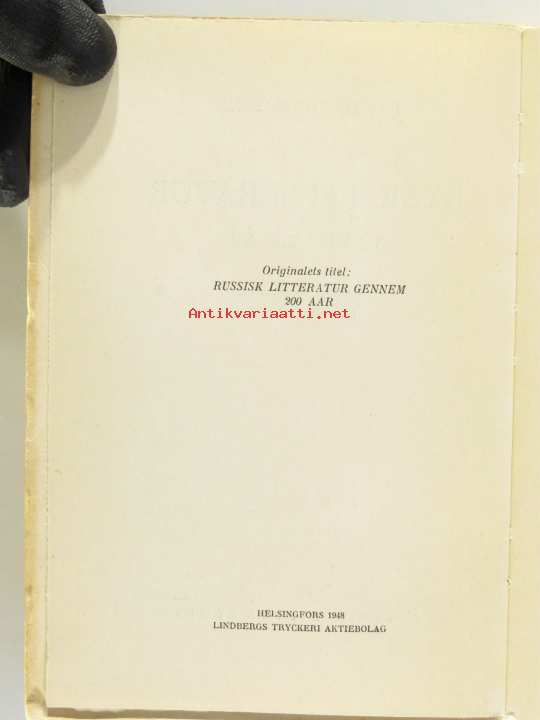 Originalets titel:
RUSSISK LITTERATUR GENNEM
200 AAR
Antikvariaatti.net
HELSINGFORS 1948
LINDBERGS TRYCKERI AKTIEBOLAG